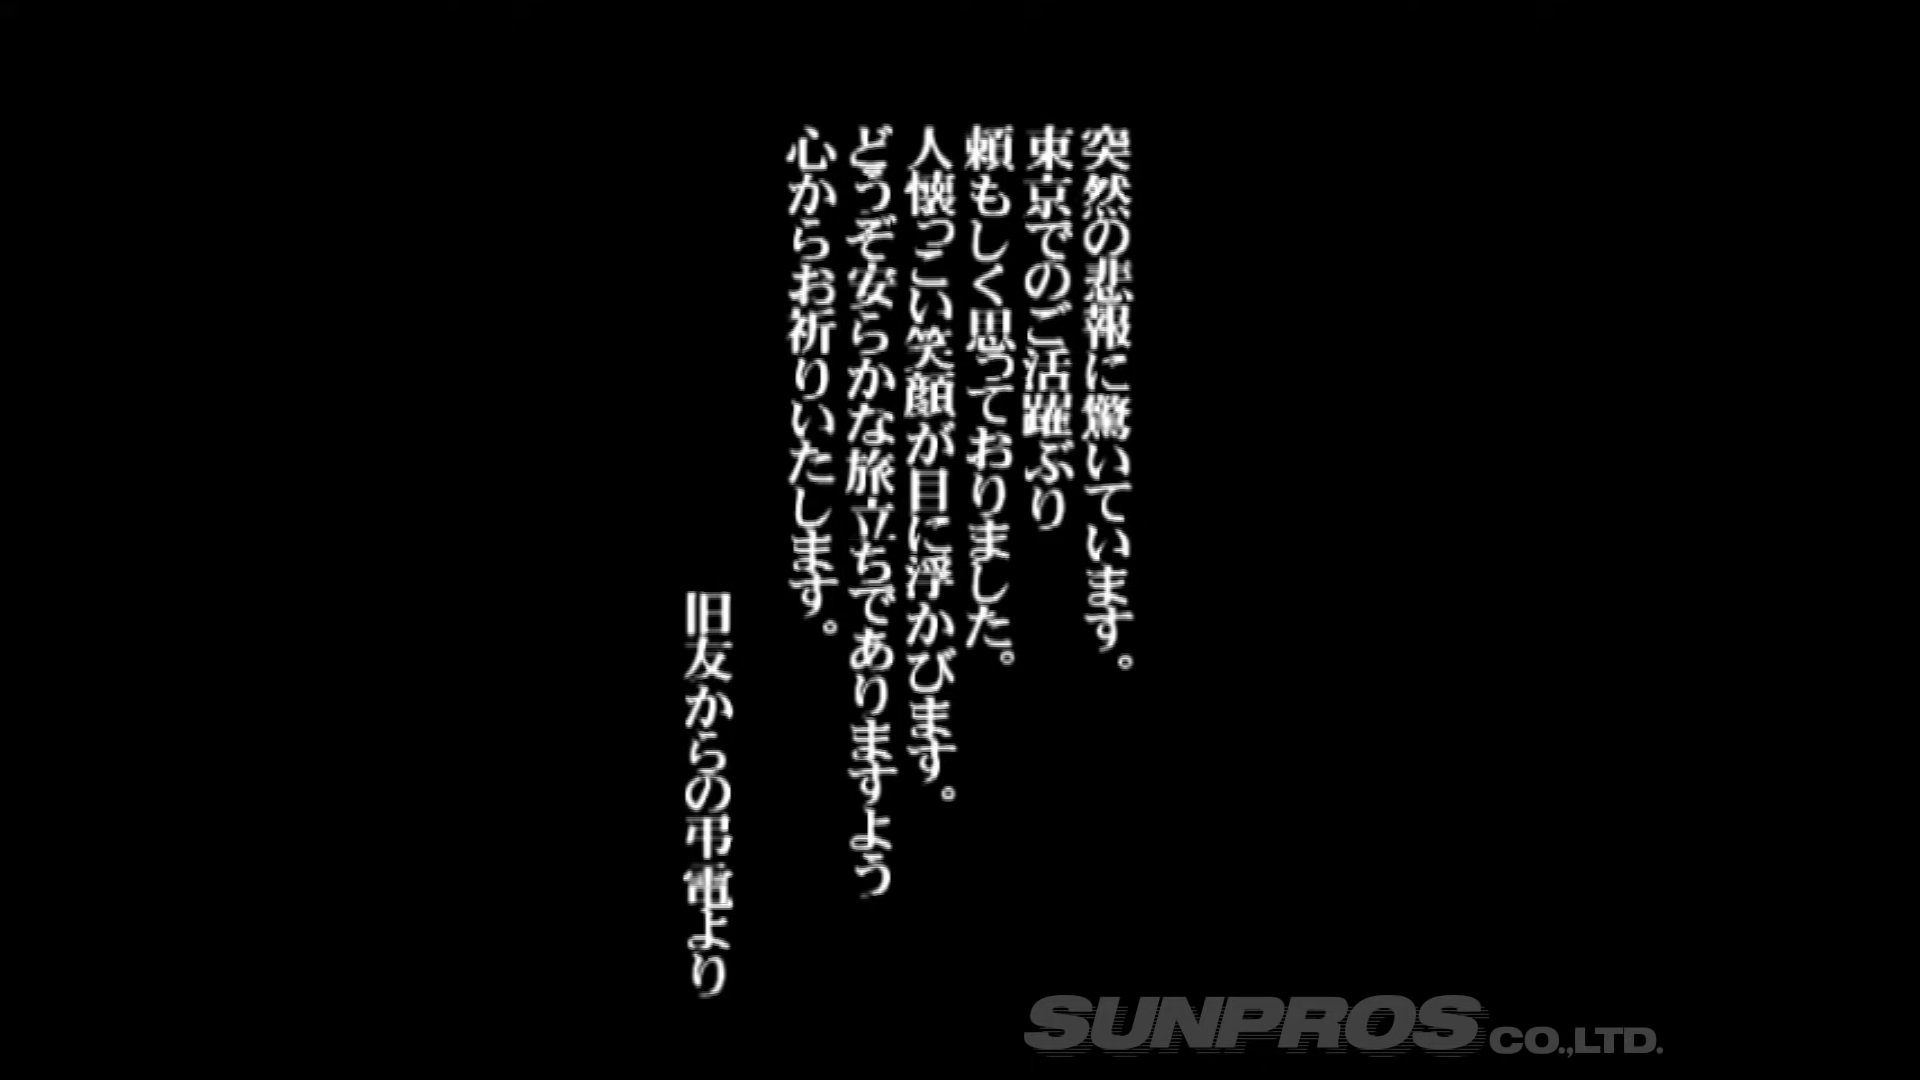 突然の悲報に驚いています。
東京でのご活躍ぶり
頼もしく思っておりました。
人懐っこい笑顔が目に浮かびます。
どうぞ安らかな旅立ちでありますよう
心からお祈りいたします。
旧友からの弔電より
SUNPROS CO.,LTD.